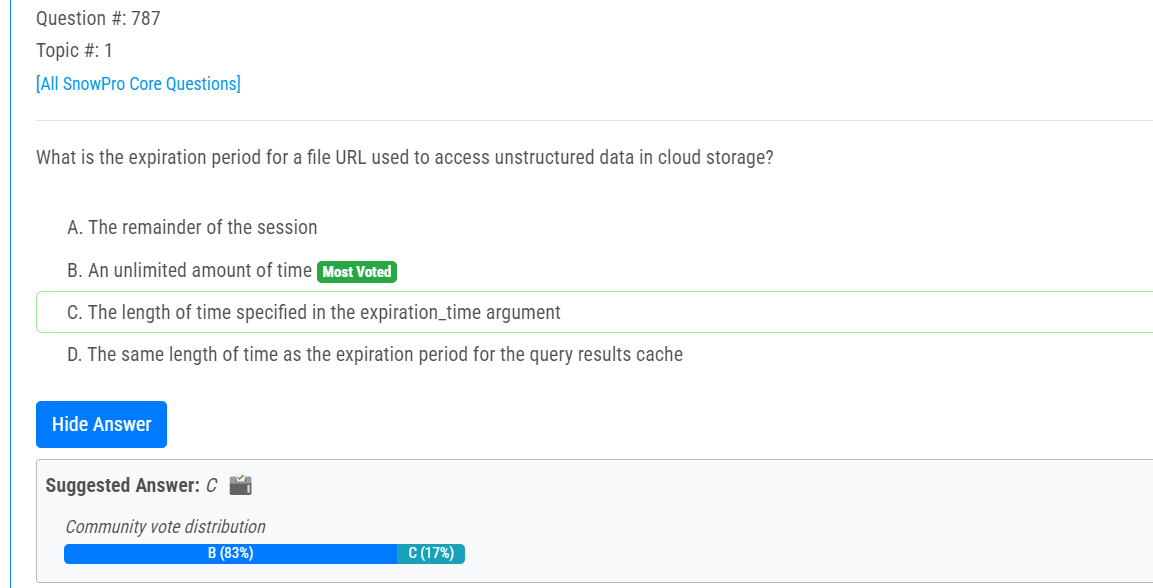 Question #: 787
Topic #: 1
[All SnowPro Core Questions]
What is the expiration period for a file URL used to access unstructured data in cloud storage?
A. The remainder of the session
B. An unlimited amount of time Most Voted
C. The length of time specified in the expiration_time argument
D. The same length of time as the expiration period for the query results cache
Hide Answer
Suggested Answer: C
Community vote distribution
B (83%) C (17%)